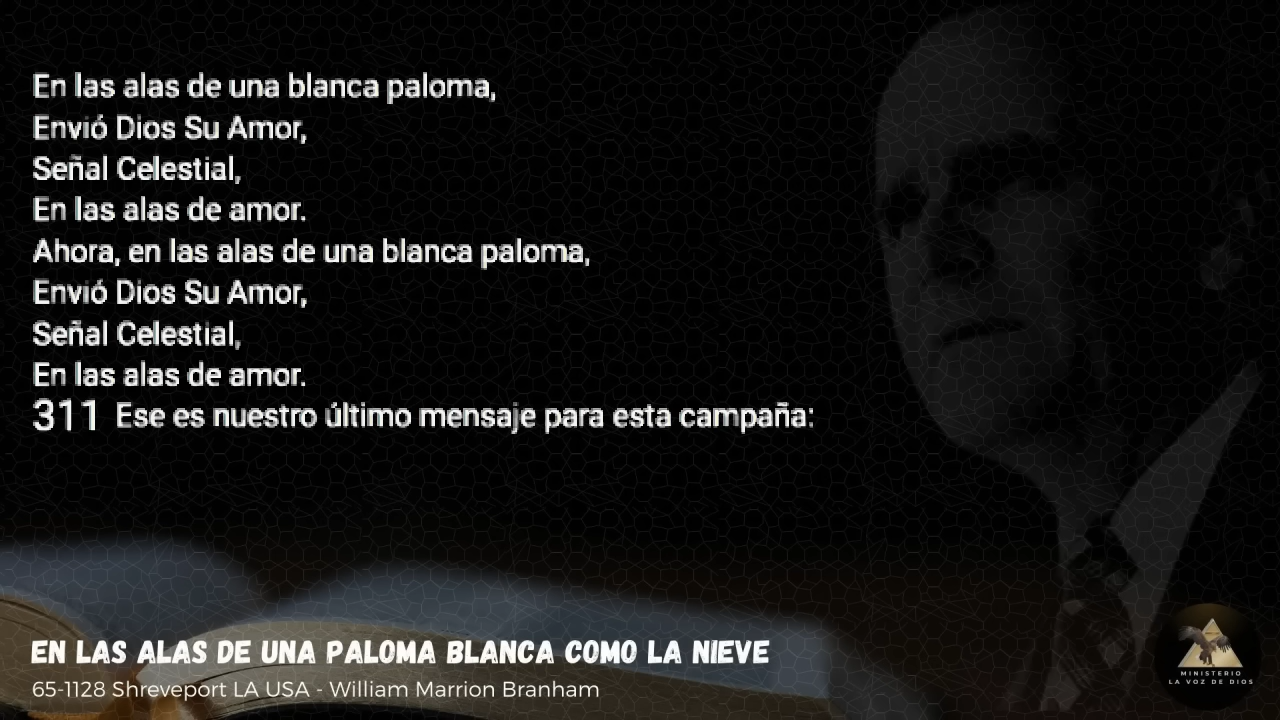 En las alas de una blanca paloma,
Envió Dios Su Amor,
Señal Celestial,
En las alas de amor.
Ahora, en las alas de una blanca paloma,
Envió Dios Su Amor,
Señal Celestial,
En las alas de amor.
311 Ese es nuestro último mensaje para esta campaña:
EN LAS ALAS DE UNA PALOMA BLANCA COMO LA NIEVE
65-1128 Shreveport LA USA - William Marrion Branham
MINISTERIO
LA VOZ DE DIOS